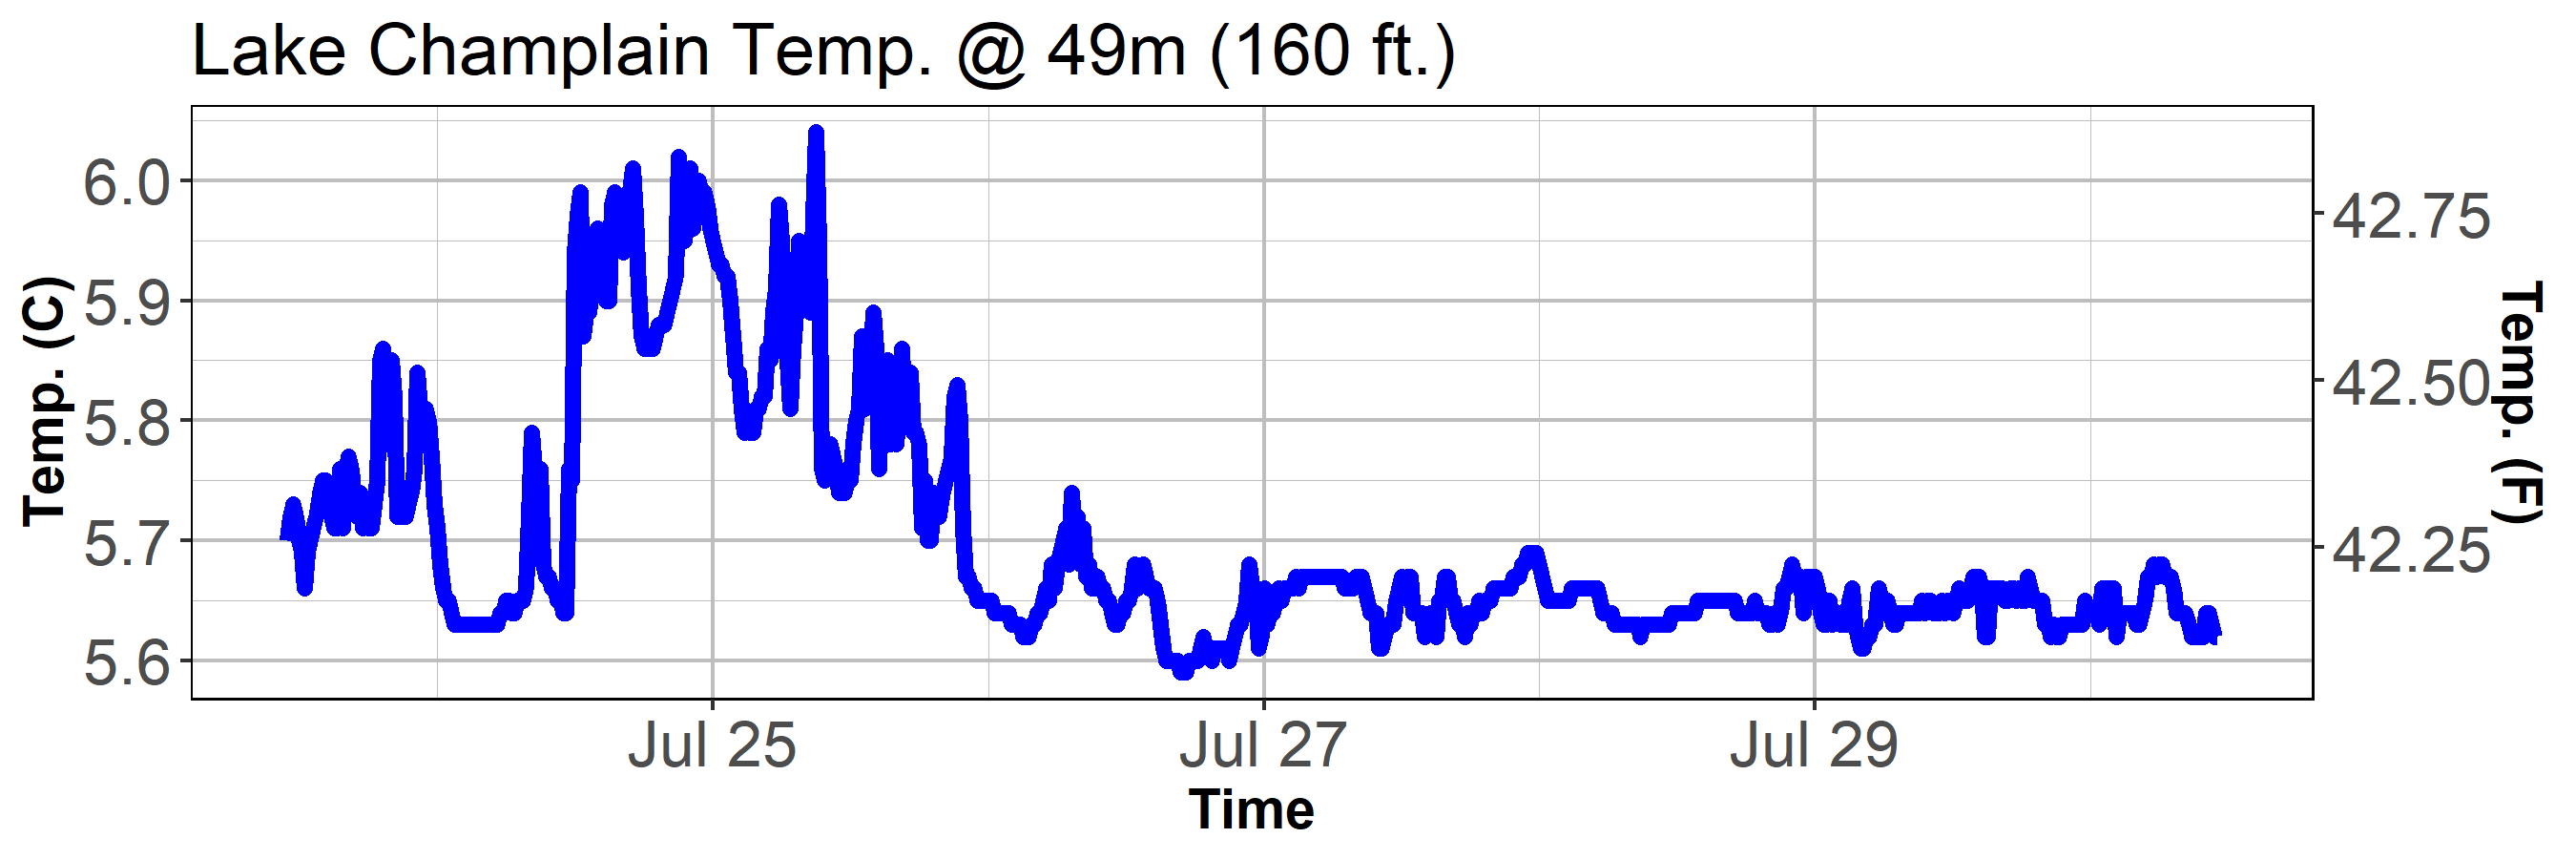 Lake Champlain Temp. @ 49m (160 ft.)
Temp. (C)
6.0
5.9
5.8
5.7
5.6
42.75
42.50
42.25
Temp. (F)
Jul 25
Jul 27
Jul 29
Time